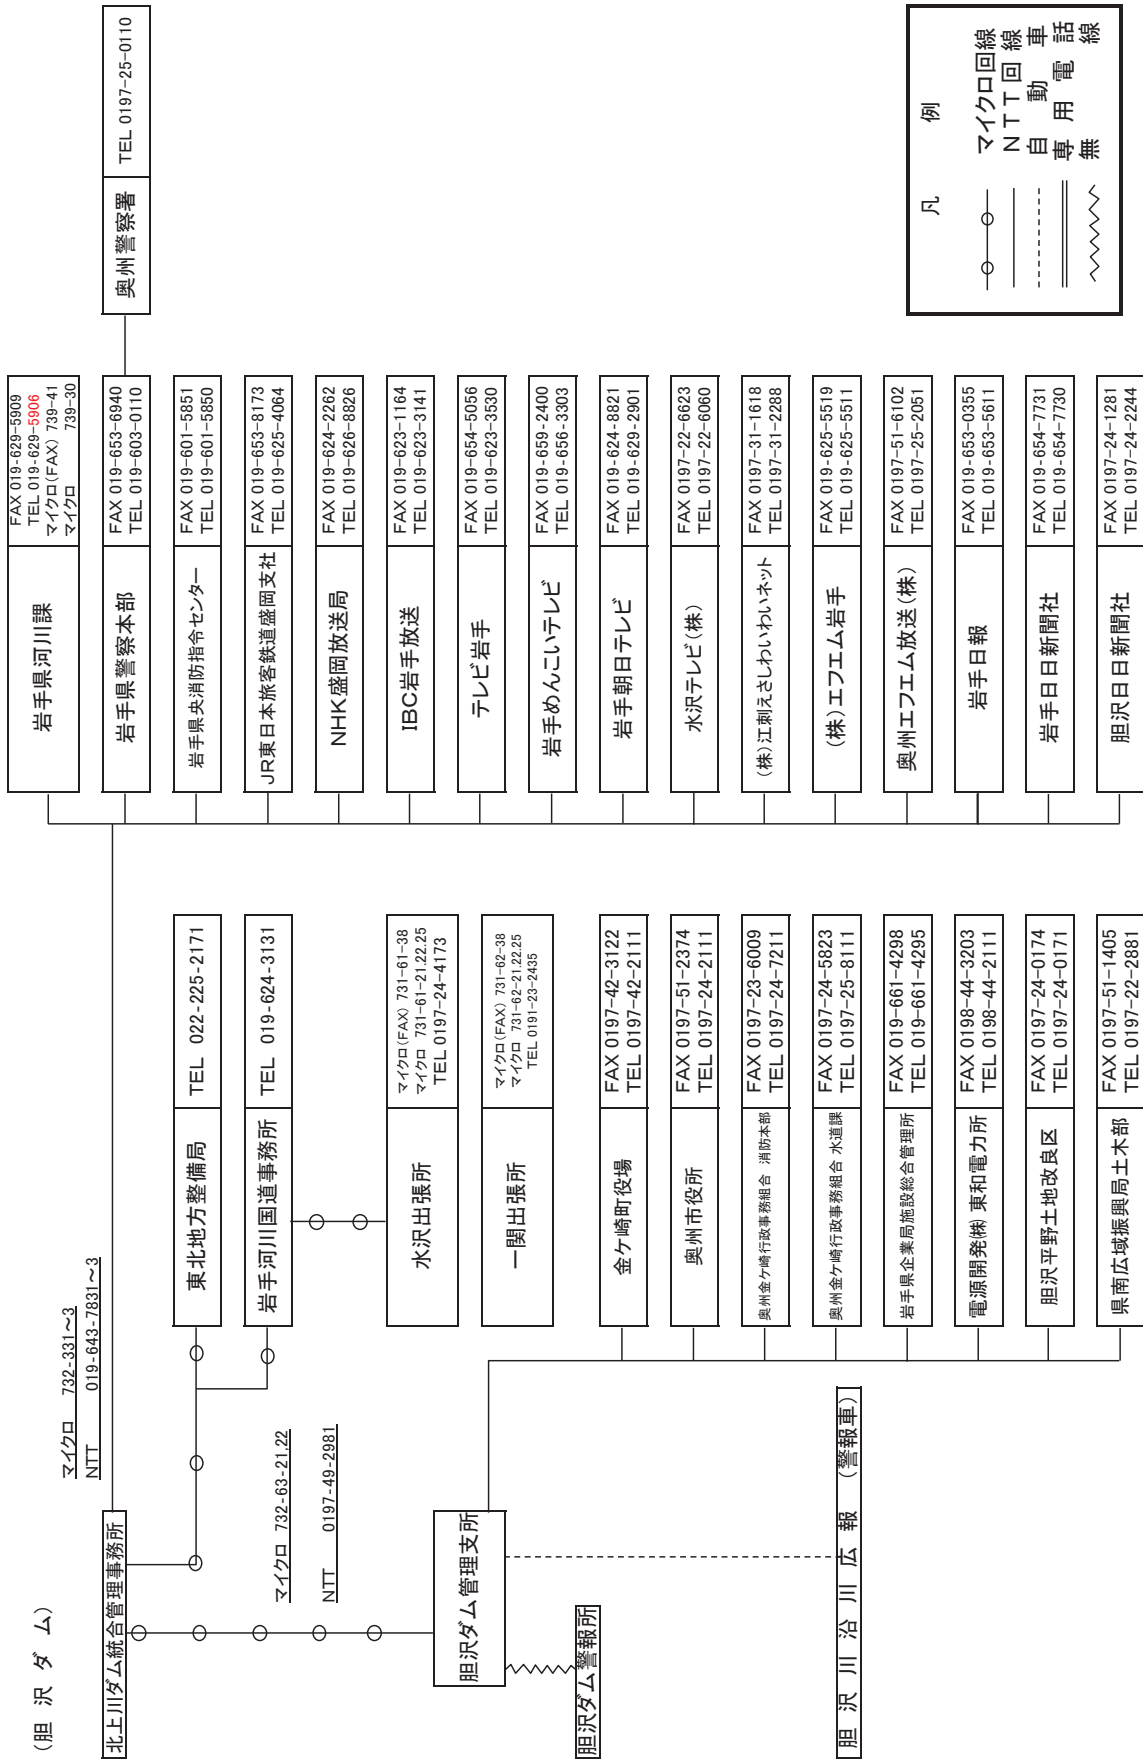 (胆 沢 ダ ム)
北上川ダム統合管理事務所
マイクロ 732-331～3
NTT 019-643-7831～3
マイクロ 732-63-21,22
NTT 0197-49-2981
胆沢ダム管理支所
胆沢ダム警報所
胆 沢 川 沿 川 広 報 (警報車)
東北地方整備局
TEL 022-225-2171
岩手河川国道事務所
TEL 019-624-3131
水沢出張所
マイクロ(FAX) 731-61-38
マイクロ 731-61-21.22.25
TEL 0197-24-4173
一関出張所
マイクロ(FAX) 731-62-38
マイクロ 731-62-21.22.25
TEL 0191-23-2435
金ケ崎町役場
FAX 0197-42-3122
TEL 0197-42-2111
奥州市役所
FAX 0197-51-2374
TEL 0197-24-2111
奥州金ケ崎行政事務組合 消防本部
FAX 0197-23-6009
TEL 0197-24-7211
奥州金ケ崎行政事務組合 水道課
FAX 0197-24-5823
TEL 0197-25-8111
岩手県企業局施設総合管理所
FAX 019-661-4298
TEL 019-661-4295
電源開発㈱ 東和電力所
FAX 0198-44-3203
TEL 0198-44-2111
胆沢平野土地改良区
FAX 0197-24-0174
TEL 0197-24-0171
県南広域振興局土木部
FAX 0197-51-1405
TEL 0197-22-2881
岩手県河川課
FAX 019-629-5909
TEL 019-629-5906
マイクロ(FAX) 739-41
マイクロ 739-30
岩手県警察本部
FAX 019-653-6940
TEL 019-603-0110
奥州警察署
TEL 0197-25-0110
岩手県央消防指令センター
FAX 019-601-5851
TEL 019-601-5850
JR東日本旅客鉄道盛岡支社
FAX 019-653-8173
TEL 019-625-4064
NHK盛岡放送局
FAX 019-624-2262
TEL 019-626-8826
IBC岩手放送
FAX 019-623-1164
TEL 019-623-3141
テレビ岩手
FAX 019-654-5056
TEL 019-623-3530
岩手めんこいテレビ
FAX 019-659-2400
TEL 019-656-3303
岩手朝日テレビ
FAX 019-624-8821
TEL 019-629-2901
水沢テレビ(株)
FAX 0197-22-6623
TEL 0197-22-6060
(株)江刺えさしわいわいネット
FAX 0197-31-1618
TEL 0197-31-2288
(株)エフエム岩手
FAX 019-625-5519
TEL 019-625-5511
奥州エフエム放送(株)
FAX 0197-51-6102
TEL 0197-25-2051
岩手日報
FAX 019-653-0355
TEL 019-653-5611
岩手日日新聞社
FAX 019-654-7731
TEL 019-654-7730
胆沢日日新聞社
FAX 0197-24-1281
TEL 0197-24-2244
凡 例
マイクロ回線
N T T 回 線
自 動 車
専 用 電 話
無 線